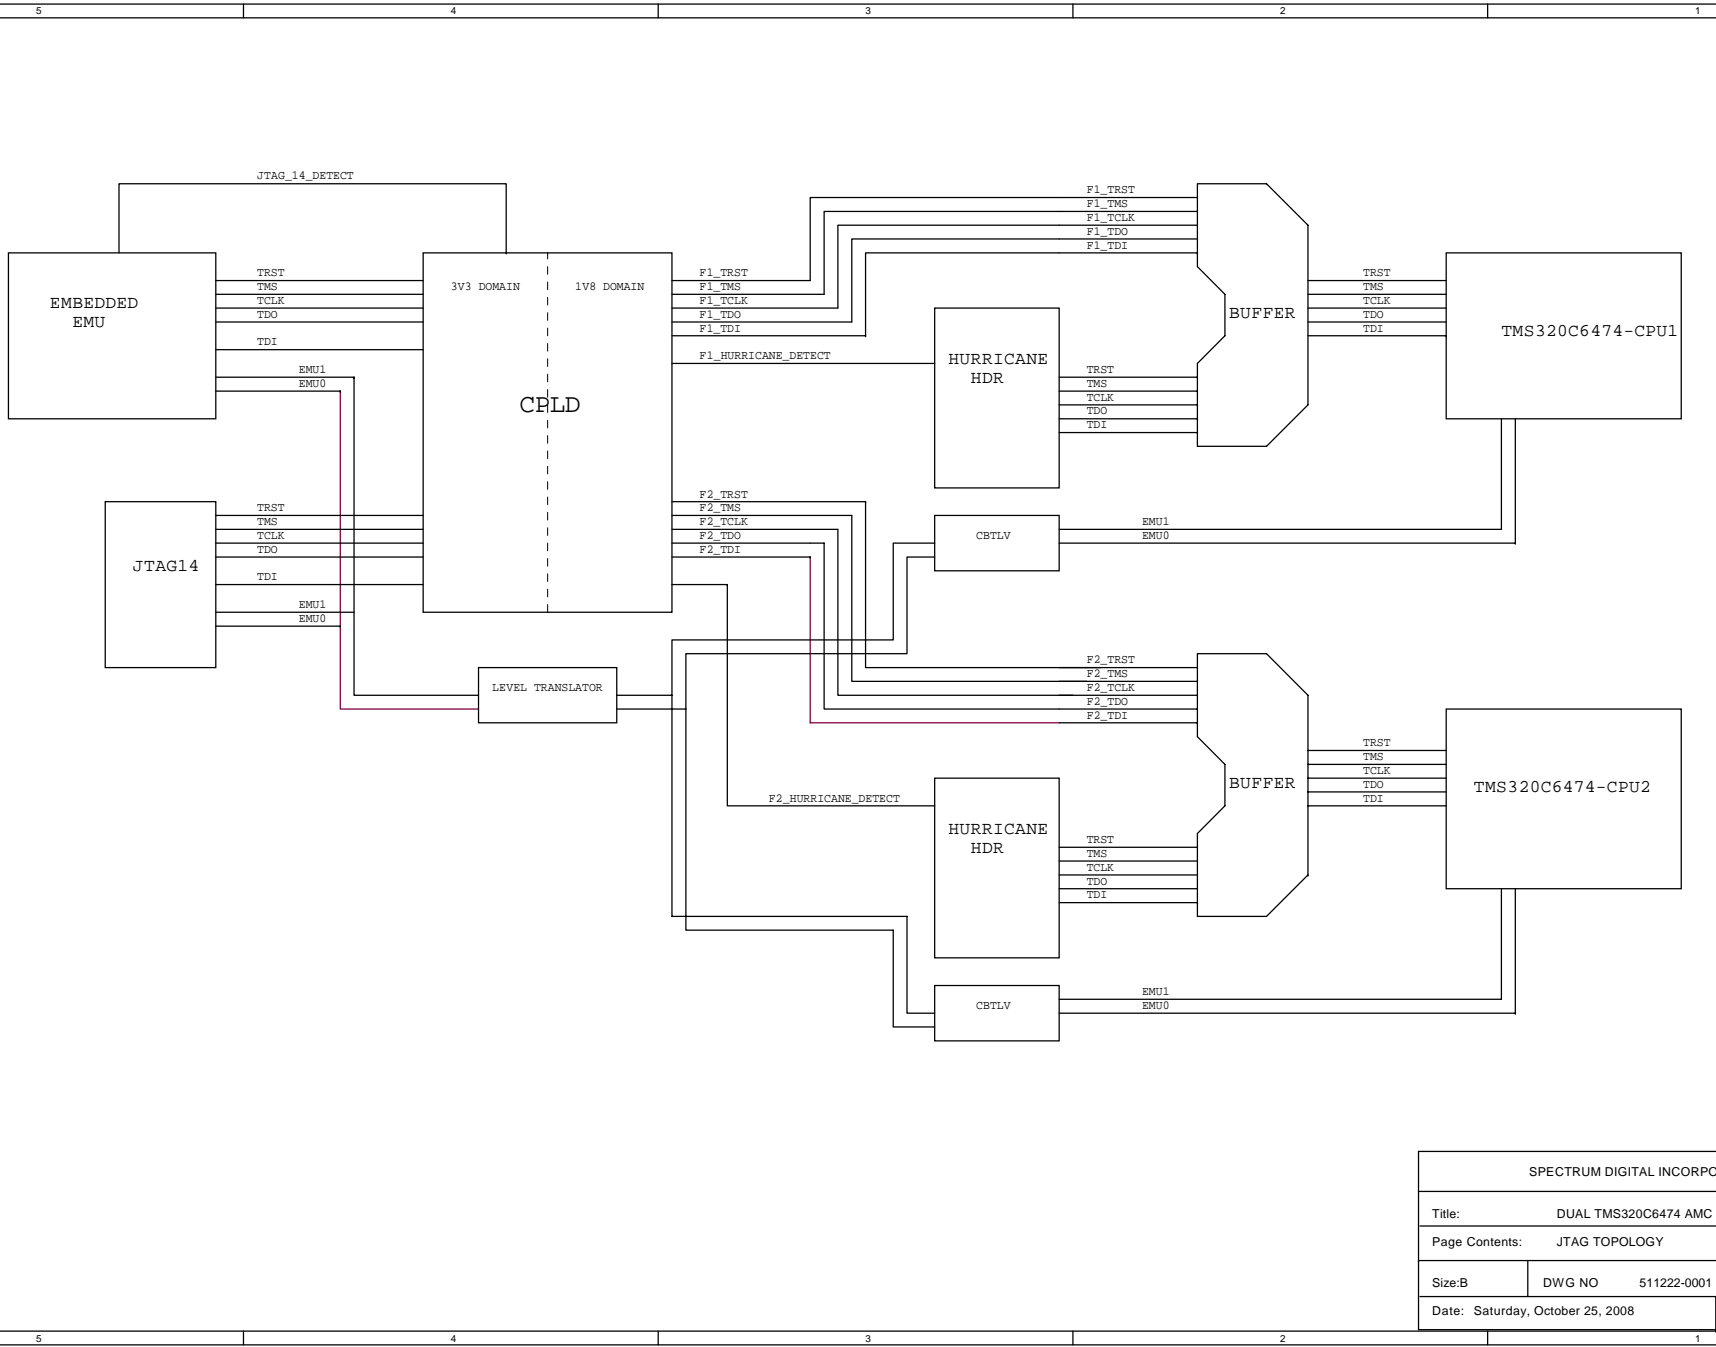 5 4 3 2 1
JTAG_14_DETECT
EMBEDDED
EMU
TRST
TMS
TCLK
TDO
TDI
EMU1
EMU0
3V3 DOMAIN
1V8 DOMAIN
CPLD
F1_TRST
F1_TMS
F1_TCLK
F1_TDO
F1_TDI
F1_HURRICANE_DETECT
F1_TRST
F1_TMS
F1_TCLK
F1_TDO
F1_TDI
HURRICANE
HDR
TRST
TMS
TCLK
TDO
TDI
BUFFER
TRST
TMS
TCLK
TDO
TDI
TMS320C6474-CPU1
JTAG14
TRST
TMS
TCLK
TDO
TDI
EMU1
EMU0
F2_TRST
F2_TMS
F2_TCLK
F2_TDO
F2_TDI
CBTLV
EMU1
EMU0
LEVEL TRANSLATOR
F2_TRST
F2_TMS
F2_TCLK
F2_TDO
F2_TDI
F2_HURRICANE_DETECT
HURRICANE
HDR
TRST
TMS
TCLK
TDO
TDI
BUFFER
TRST
TMS
TCLK
TDO
TDI
TMS320C6474-CPU2
CBTLV
EMU1
EMU0
SPECTRUM DIGITAL INCORPO
Title: DUAL TMS320C6474 AMC
Page Contents: JTAG TOPOLOGY
Size:B DWG NO 511222-0001
Date: Saturday, October 25, 2008
5 4 3 2 1